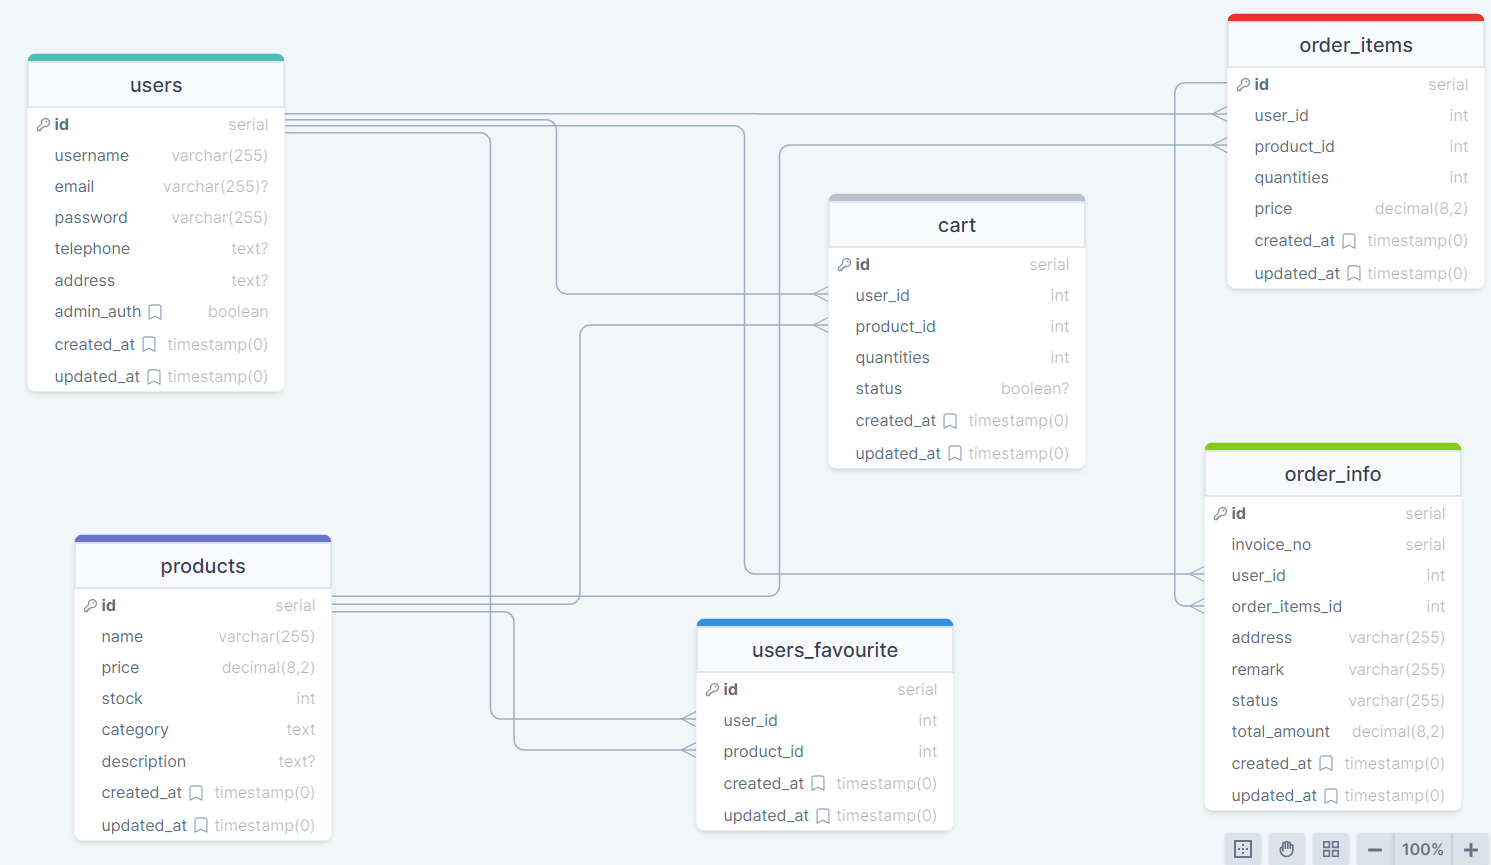 users
id serial
username varchar(255)
email varchar(255)?
password varchar(255)
telephone text?
address text?
admin_auth boolean
created_at timestamp(0)
updated_at timestamp(0)
order_items
id serial
user_id int
product_id int
quantities int
price decimal(8,2)
created_at timestamp(0)
updated_at timestamp(0)
cart
id serial
user_id int
product_id int
quantities int
status boolean?
created_at timestamp(0)
updated_at timestamp(0)
products
id serial
name varchar(255)
price decimal(8,2)
stock int
category text
description text?
created_at timestamp(0)
updated_at timestamp(0)
users_favourite
id serial
user_id int
product_id int
created_at timestamp(0)
updated_at timestamp(0)
order_info
id serial
invoice_no serial
user_id int
order_items_id int
address varchar(255)
remark varchar(255)
status varchar(255)
total_amount decimal(8,2)
created_at timestamp(0)
updated_at timestamp(0)
100%